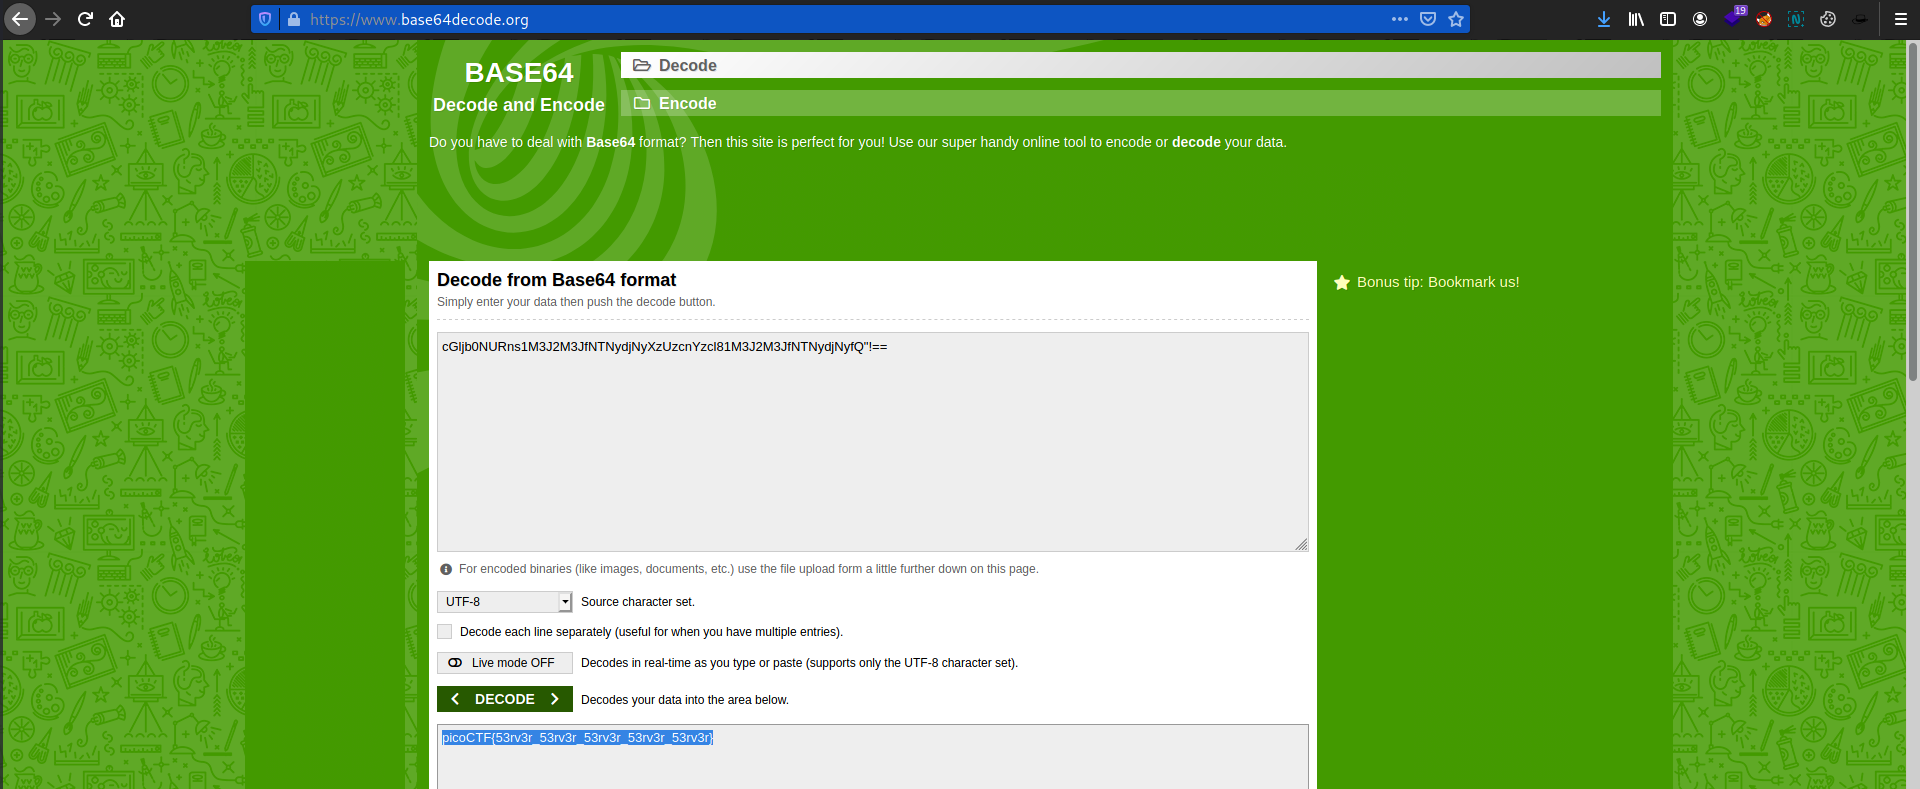 https://www.base64decode.org
19
BASE64
Decode and Encode
Decode
Encode
Do you have to deal with Base64 format? Then this site is perfect for you! Use our super handy online tool to encode or decode your data.
Decode from Base64 format
Simply enter your data then push the decode button.
Bonus tip: Bookmark us!
cGljb0NURns1M3J2M3JfNTNydjNyXzUzcnYzcl81M3J2M3JfNTNydjNyfQ"!==
For encoded binaries (like images, documents, etc.) use the file upload form a little further down on this page.
UTF-8 Source character set.
Decode each line separately (useful for when you have multiple entries).
Live mode OFF Decodes in real-time as you type or paste (supports only the UTF-8 character set).
DECODE Decodes your data into the area below.
picoCTF{53rv3r_53rv3r_53rv3r_53rv3r_53rv3r}